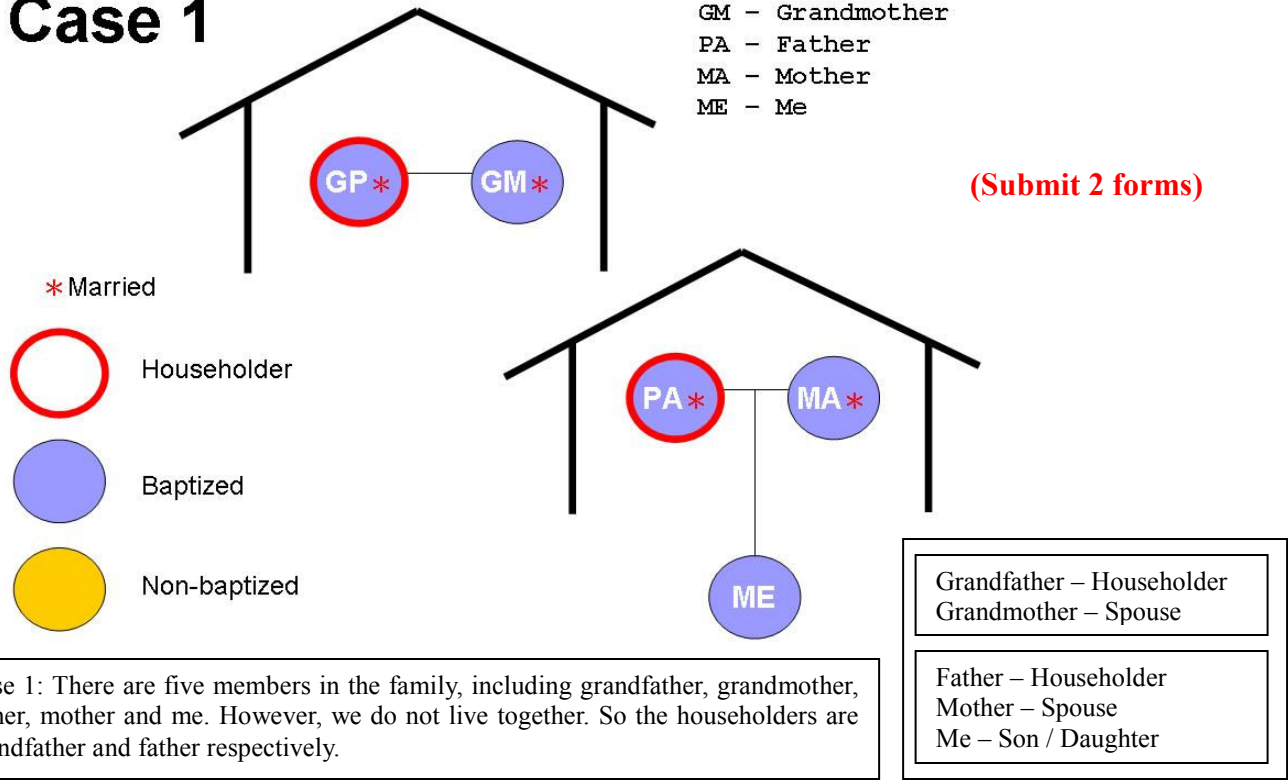 Case 1
GM – Grandmother
PA – Father
MA – Mother
ME – Me
GP* GM*
(Submit 2 forms)
* Married
Householder
PA* MA*
Baptized
Non-baptized
ME
Grandfather – Householder
Grandmother – Spouse
Father – Householder
Mother – Spouse
Me – Son / Daughter
1: There are five members in the family, including grandfather, grandmother,
mother and me. However, we do not live together. So the householders are
and father respectively.